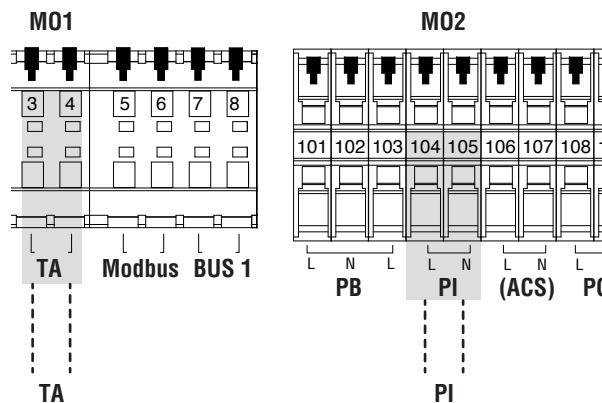 MO1 MO2
3 4 5 6 7 8 101 102 103 104 105 106 107 108
L N L L N L N L
TA Modbus BUS 1 PB PI (ACS)
TA PI